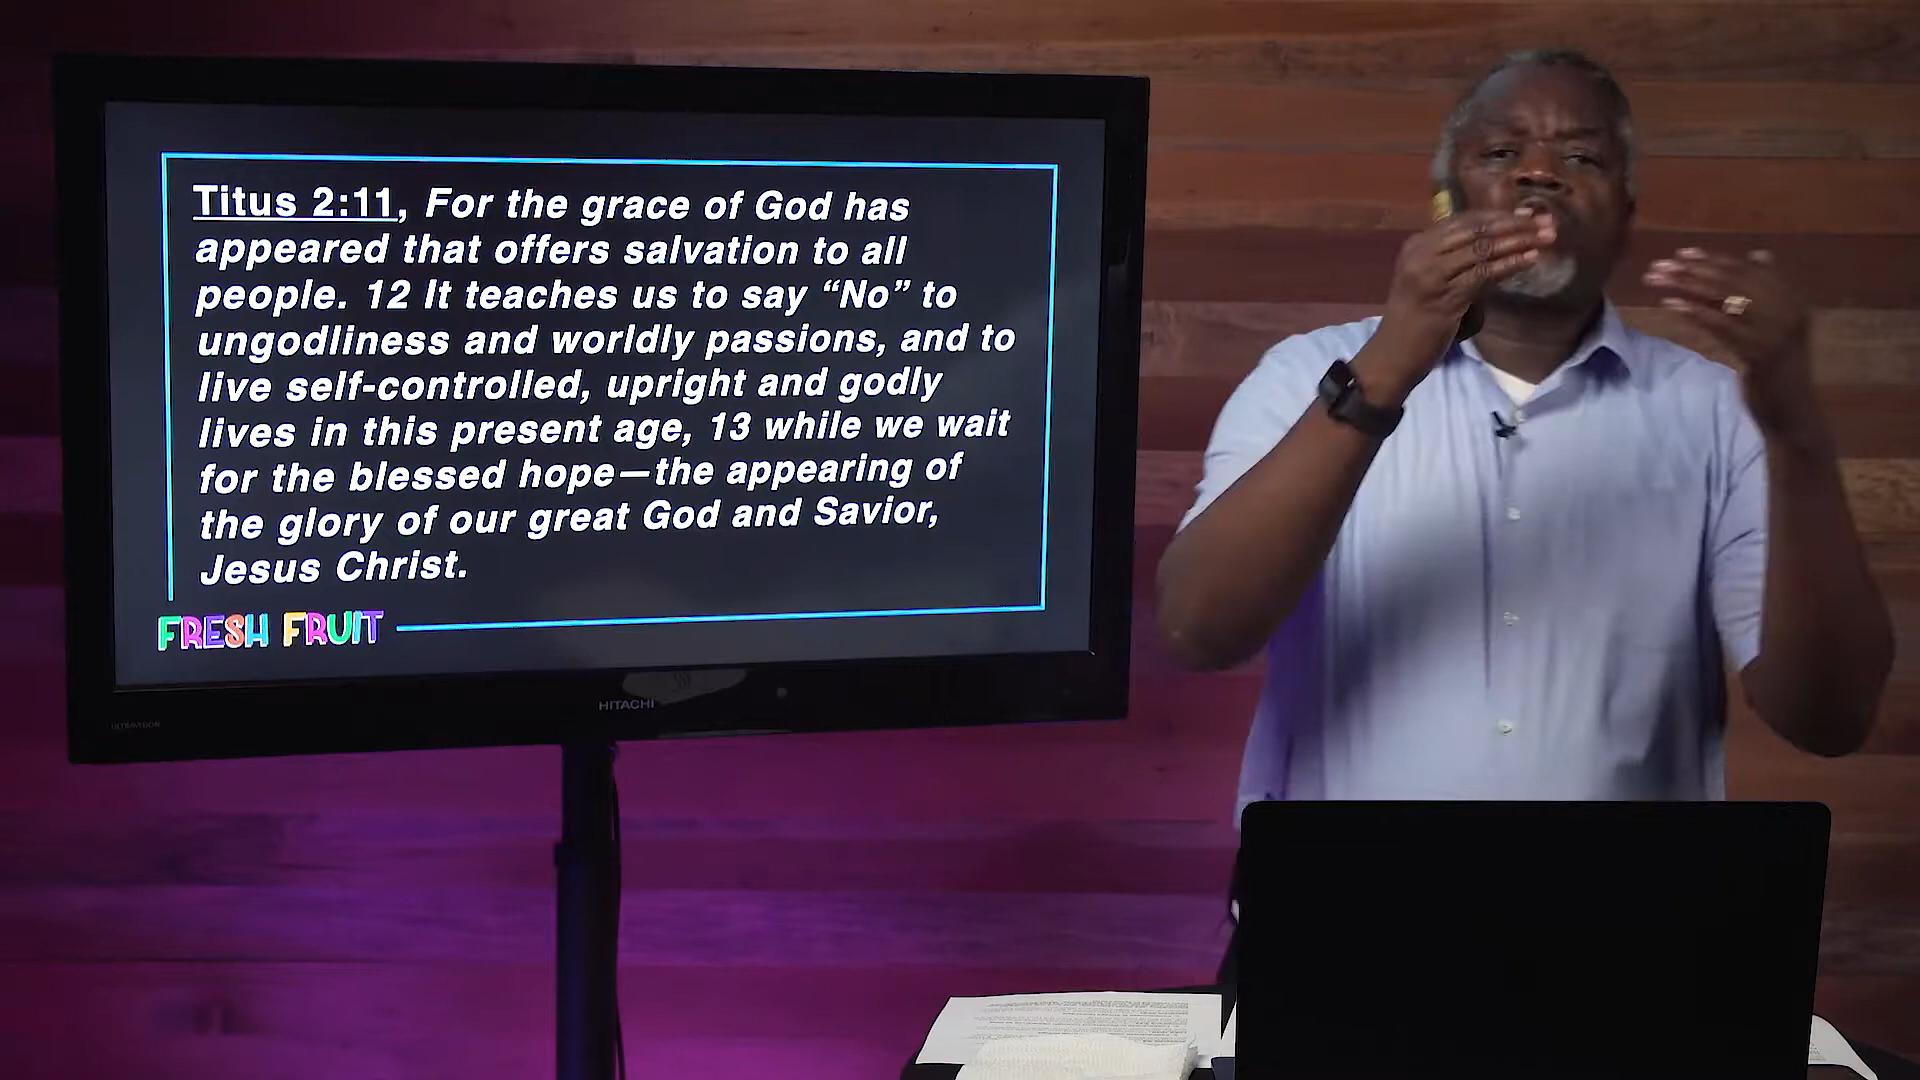 Titus 2:11, For the grace of God has
appeared that offers salvation to all
people. 12 It teaches us to say “No” to
ungodliness and worldly passions, and to
live self-controlled, upright and godly
lives in this present age, 13 while we wait
for the blessed hope—the appearing of
the glory of our great God and Savior,
Jesus Christ.
FRESH FRUIT
HITACHI
ULTRAVISION